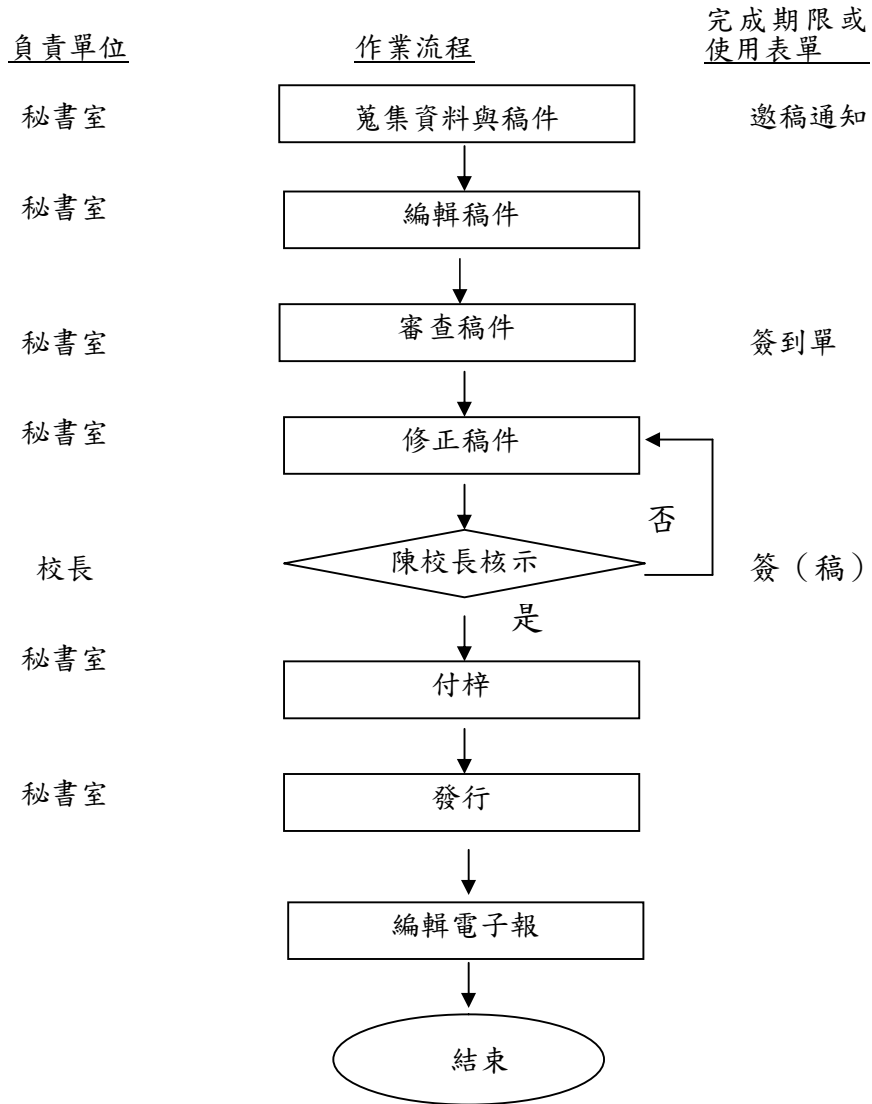 負責單位
作業流程
完成期限或
使用表單
秘書室
蒐集資料與稿件
邀稿通知
秘書室
編輯稿件
秘書室
審查稿件
簽到單
秘書室
修正稿件
否
校長
陳校長核示
簽（稿）
是
秘書室
付梓
秘書室
發行
編輯電子報
結束